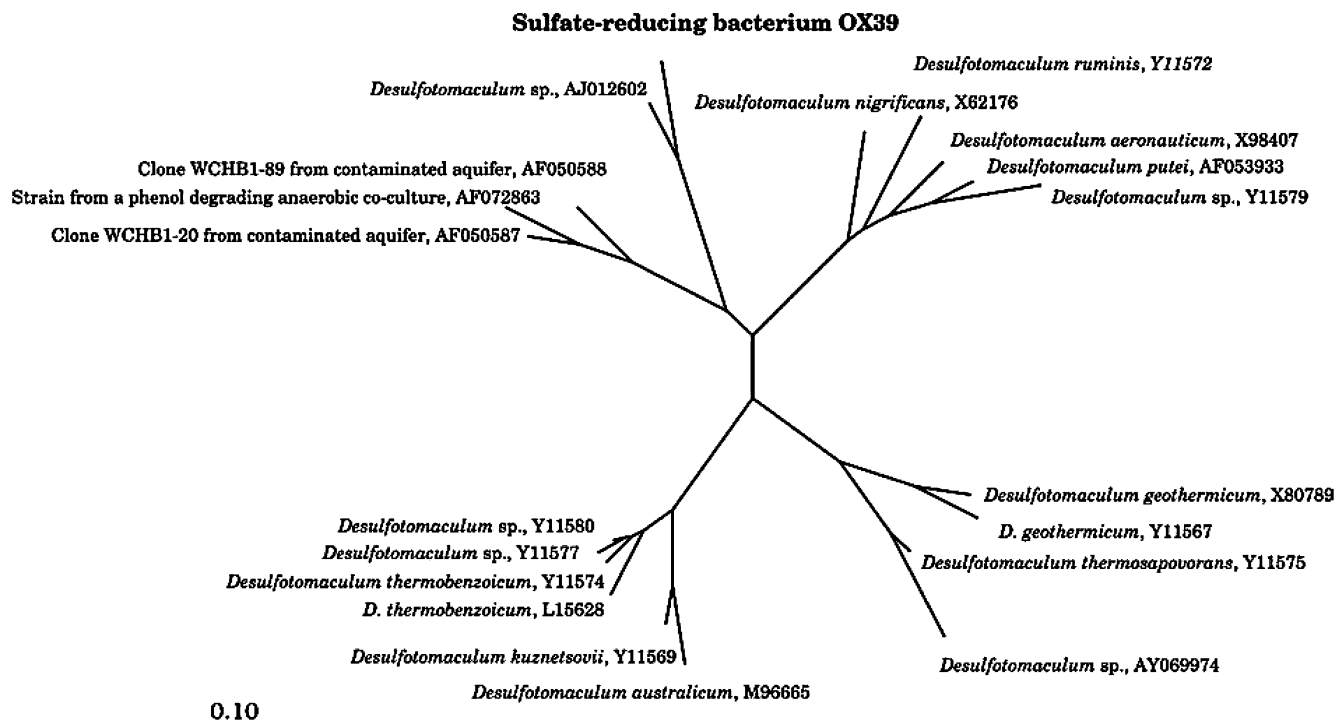 Sulfate-reducing bacterium OX39
Desulfotomaculum ruminis, Y11572
Desulfotomaculum sp., AJ012602
Desulfotomaculum nigrificans, X62176
Desulfotomaculum aeronauticum, X98407
Clone WCHB1-89 from contaminated aquifer, AF050588
Desulfotomaculum putei, AF053933
Strain from a phenol degrading anaerobic co-culture, AF072863
Desulfotomaculum sp., Y11579
Clone WCHB1-20 from contaminated aquifer, AF050587
Desulfotomaculum geothermicum, X80789
Desulfotomaculum sp., Y11580
D. geothermicum, Y11567
Desulfotomaculum sp., Y11577
Desulfotomaculum thermosapovorans, Y11575
Desulfotomaculum thermobenzoicum, Y11574
D. thermobenzoicum, L15628
Desulfotomaculum kuznetsovii, Y11569
Desulfotomaculum sp., AY069974
Desulfotomaculum australicum, M96665
0.10